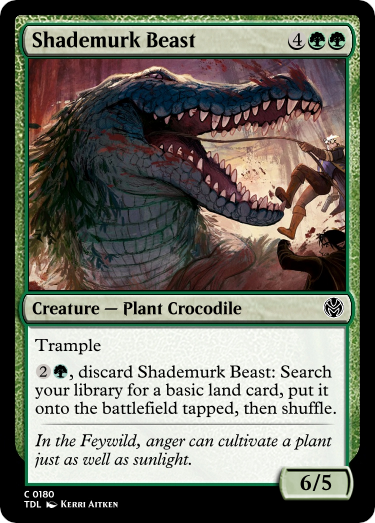 Shademurk Beast 4
Creature — Plant Crocodile
Trample
2, discard Shademurk Beast: Search
your library for a basic land card, put it
onto the battlefield tapped, then shuffle.
In the Feywild, anger can cultivate a plant
just as well as sunlight.
6/5
C 0180
TDL Kerri Aitken